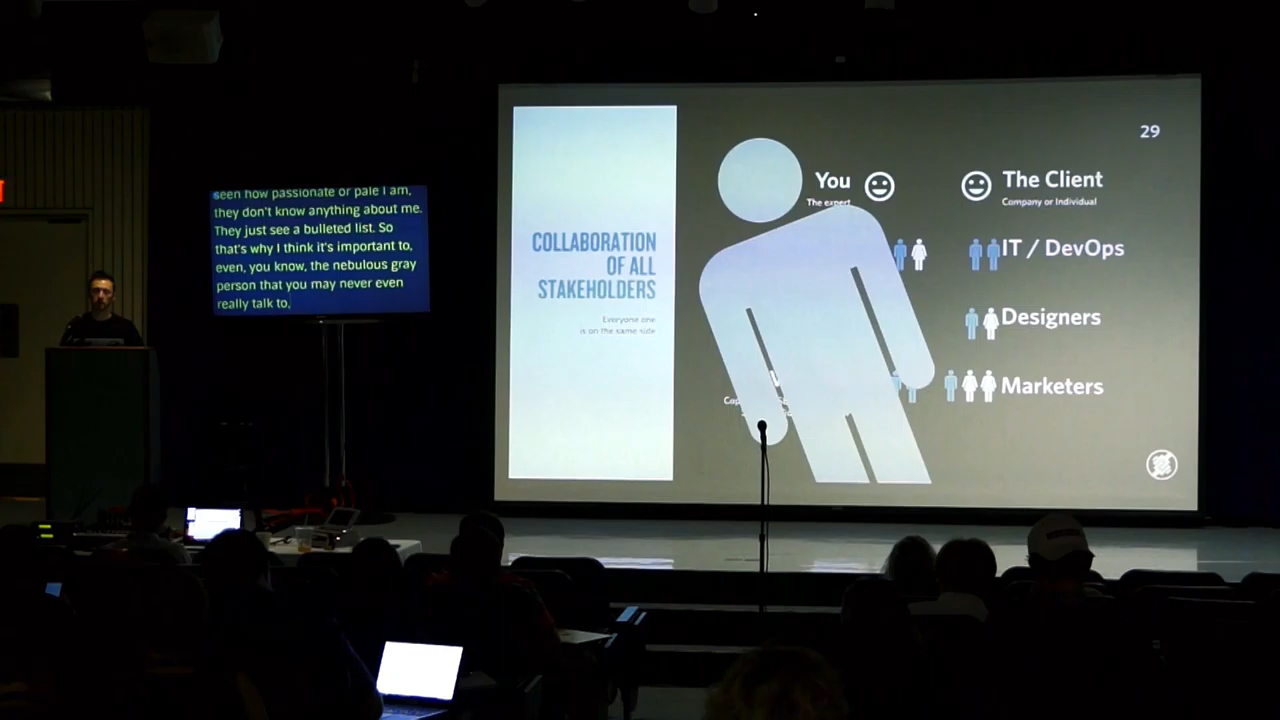 seen how passionate or pale I am,
they don't know anything about me.
They just see a bulleted list. So
that's why I think it's important to,
even, you know, the nebulous gray
person that you may never even
really talk to,
COLLABORATION
OF ALL
STAKEHOLDERS
Everyone one
is on the same side
29
You
The expert
The Client
Company or Individual
IT / DevOps
Designers
Marketers